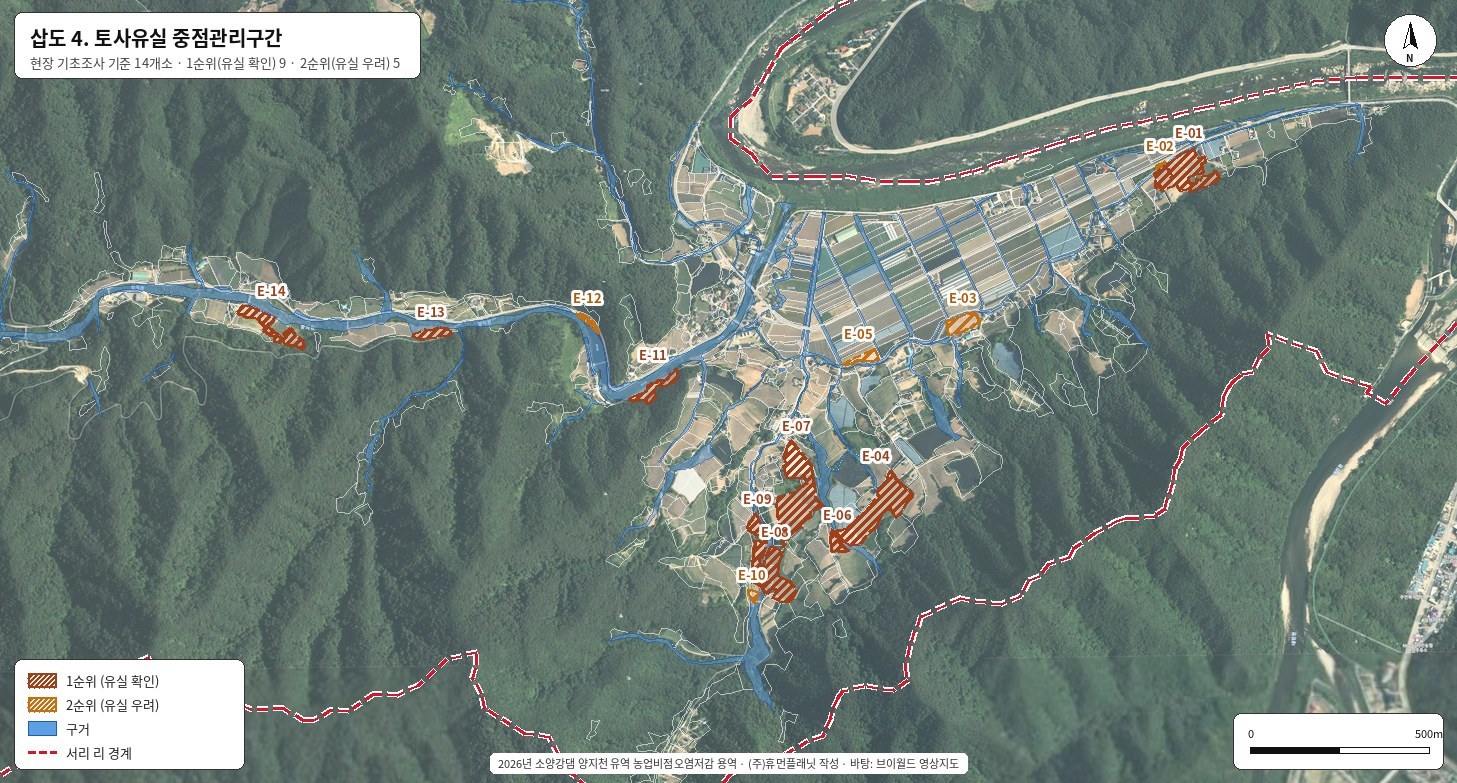 삽도 4. 토사유실 중점관리구간
현장 기초조사 기준 14개소 · 1순위(유실 확인) 9 · 2순위(유실 우려) 5
N
E-01
E-02
E-14
E-12
E-03
E-13
E-05
E-11
E-07
E-04
E-09
E-06
E-08
E-10
1순위 (유실 확인)
2순위 (유실 우려)
구거
서리 리 경계
0 500m
2026년 소양강댐 양지천 유역 농업비점오염저감 용역 · (주)휴먼플래닛 작성 · 바탕: 브이월드 영상지도